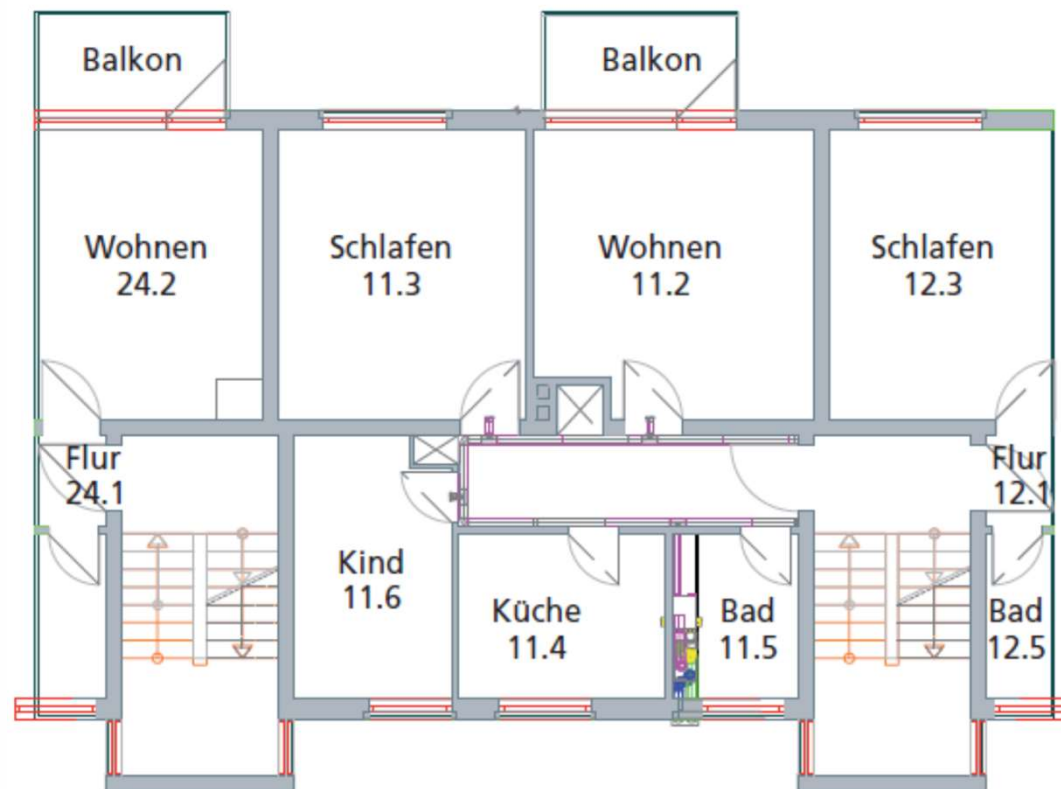 Balkon
Balkon
Wohnen
24.2
Schlafen
11.3
Wohnen
11.2
Schlafen
12.3
Flur
24.1
Flur
12.1
Kind
11.6
Küche
11.4
Bad
11.5
Bad
12.5